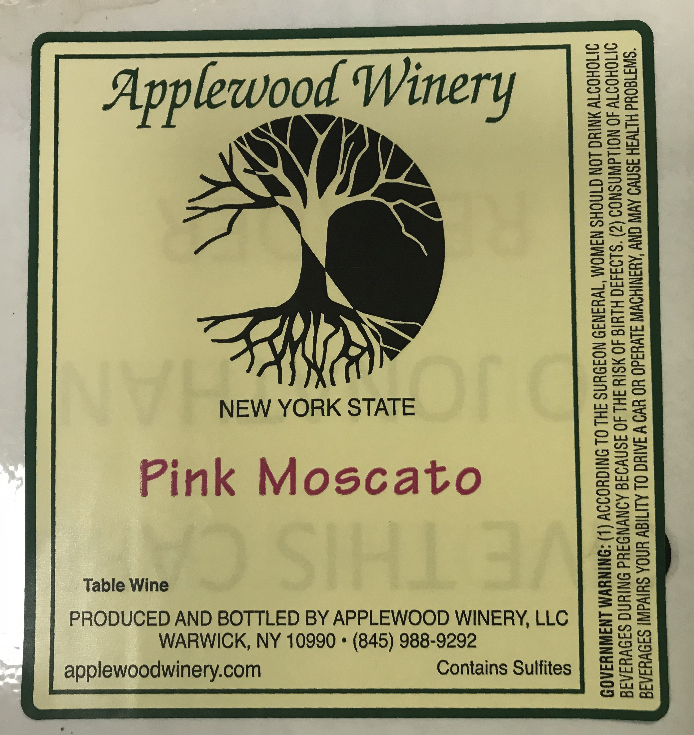 Applewood Winery
NEW YORK STATE
Pink Moscato
Table Wine
PRODUCED AND BOTTLED BY APPLEWOOD WINERY, LLC
WARWICK, NY 10990 • (845) 988-9292
applewoodwinery.com Contains Sulfites
GOVERNMENT WARNING: (1) ACCORDING TO THE SURGEON GENERAL, WOMEN SHOULD NOT DRINK ALCOHOLIC
BEVERAGES DURING PREGNANCY BECAUSE OF THE RISK OF BIRTH DEFECTS. (2) CONSUMPTION OF ALCOHOLIC
BEVERAGES IMPAIRS YOUR ABILITY TO DRIVE A CAR OR OPERATE MACHINERY, AND MAY CAUSE HEALTH PROBLEMS.